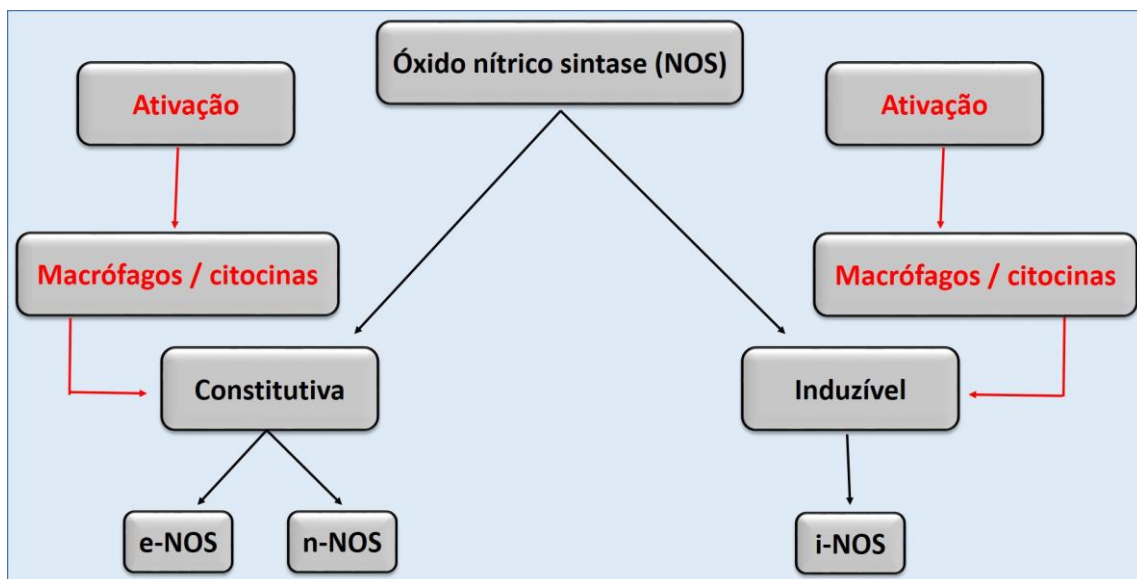 Óxido nítrico sintase (NOS)
Ativação
Ativação
Macrófagos / citocinas
Macrófagos / citocinas
Constitutiva
Induzível
e-NOS
n-NOS
i-NOS